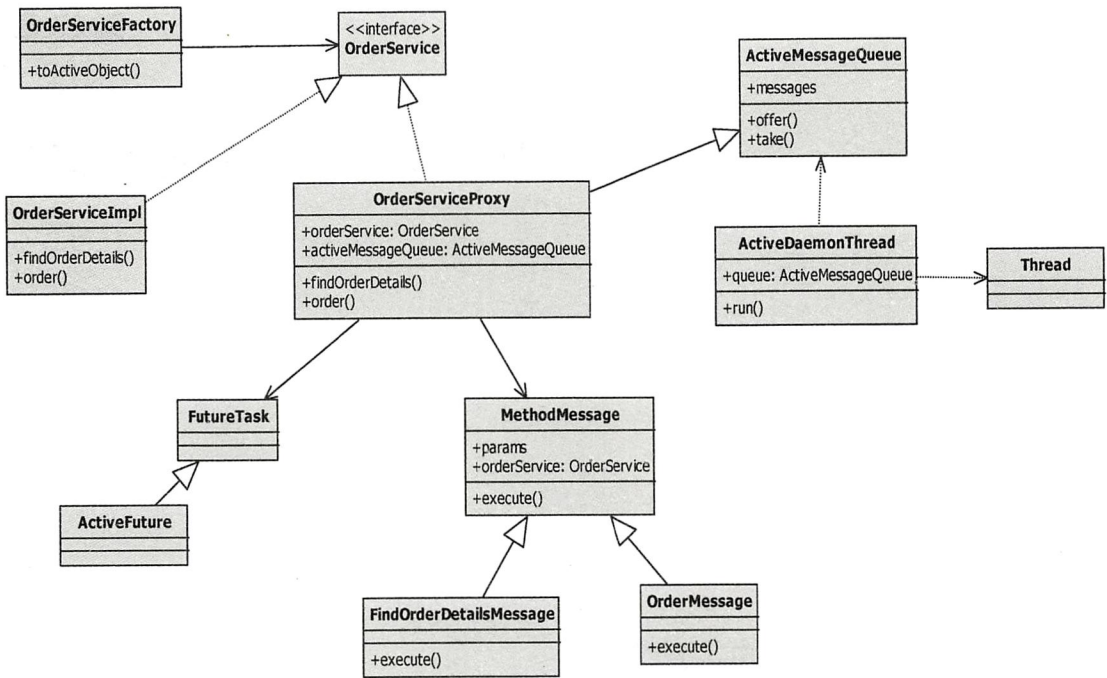 OrderServiceFactory
+toActiveObject()
<<interface>>
OrderService
ActiveMessageQueue
+messages
+offer()
+take()
OrderServiceImpl
+findOrderDetails()
+order()
OrderServiceProxy
+orderService: OrderService
+activeMessageQueue: ActiveMessageQueue
+findOrderDetails()
+order()
ActiveDaemonThread
+queue: ActiveMessageQueue
+run()
Thread
FutureTask
MethodMessage
+params
+orderService: OrderService
+execute()
ActiveFuture
FindOrderDetailsMessage
+execute()
OrderMessage
+execute()